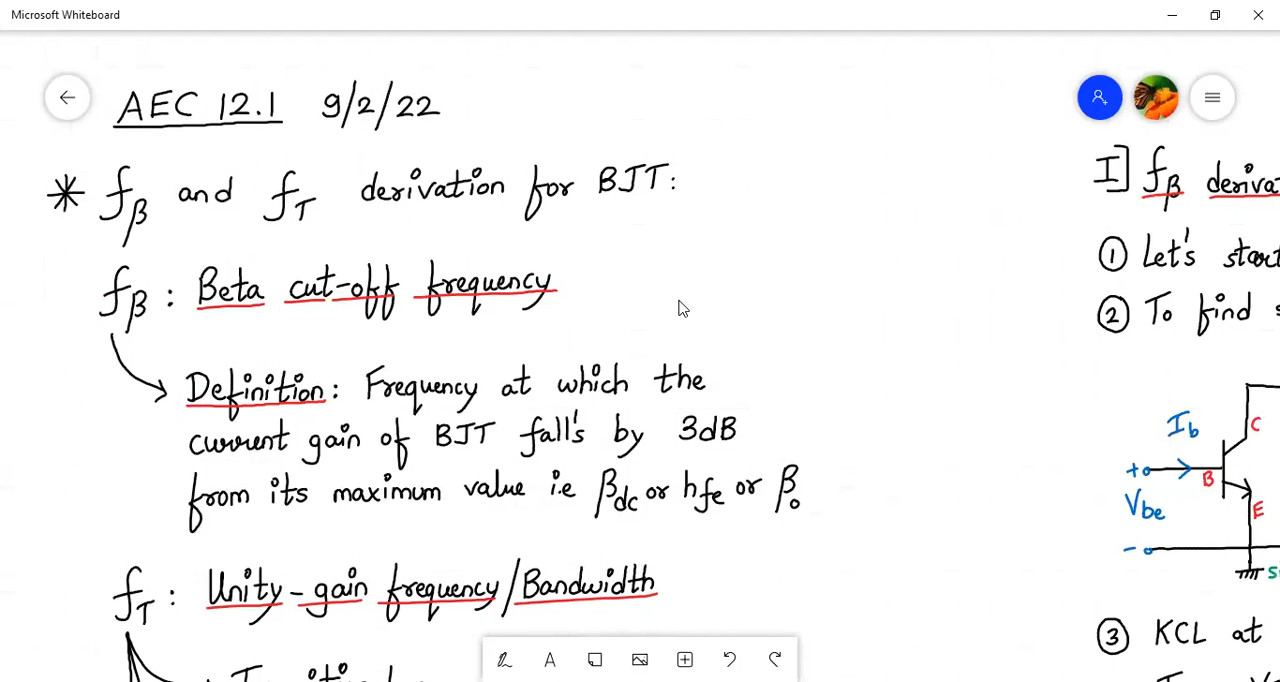 Microsoft Whiteboard
AEC 12.1 9/2/22
* fβ and fT derivation for BJT:
fβ : Beta cut-off frequency
Definition: Frequency at which the
current gain of BJT fall's by 3dB
from its maximum value i.e βdc or hfe or β0
fT : Unity-gain frequency/Bandwidth
I] fβ deriva
① Let's start
② To find
Ib
C
+
B
Vbe
E
-
③ KCL at